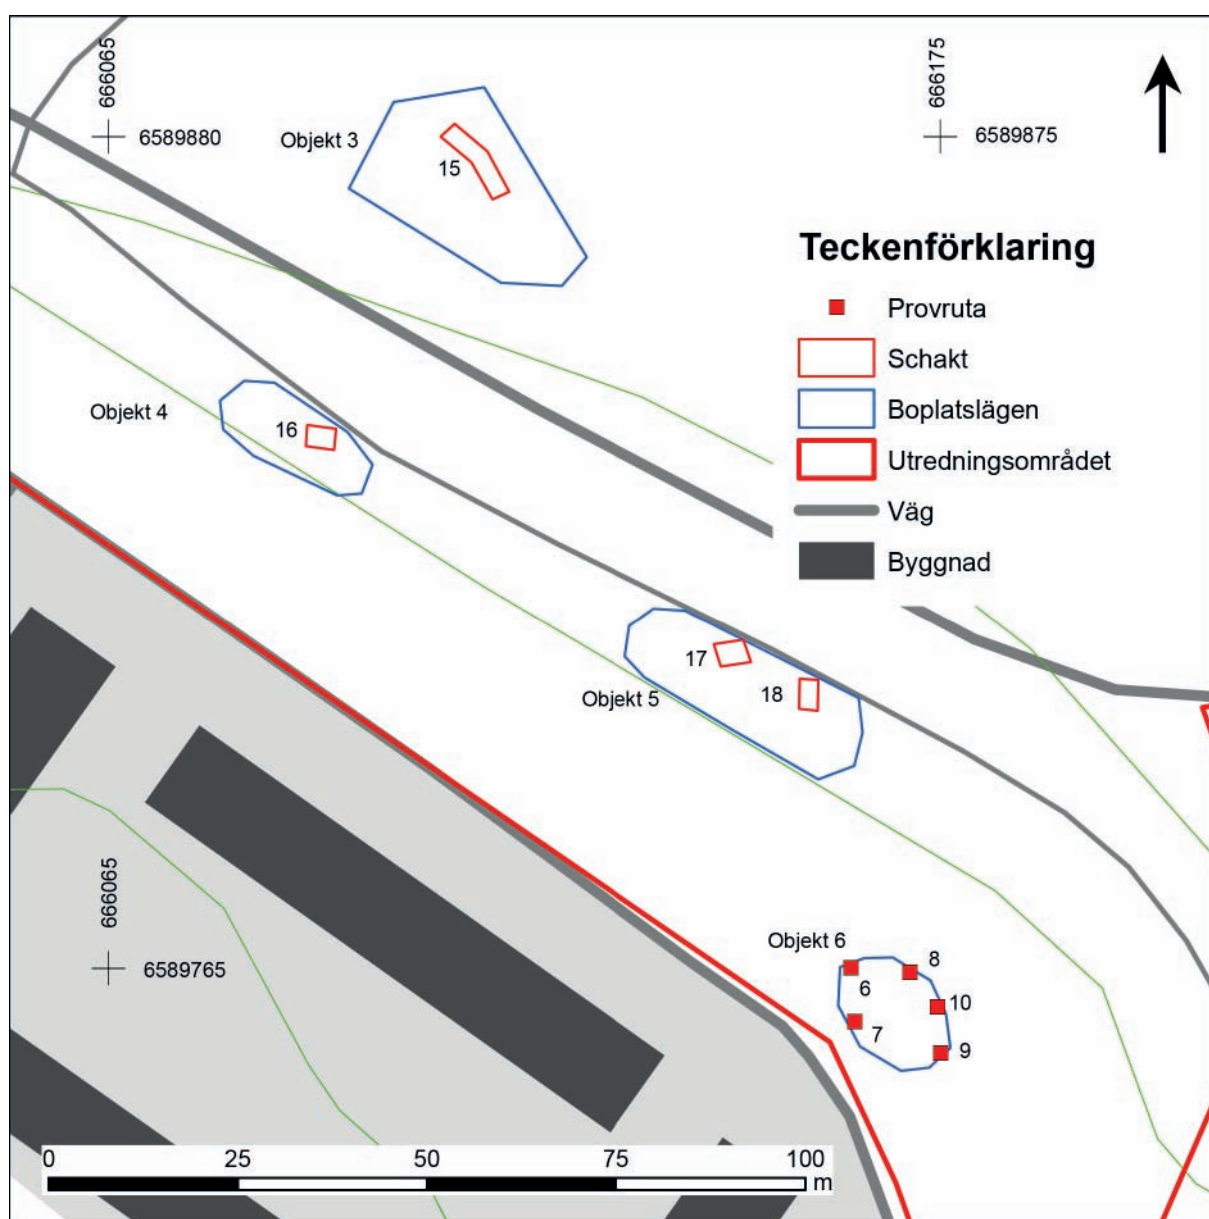 666065
6589880
Objekt 3
15
666175
6589875
Teckenförklaring
Provruta
Schakt
Boplatslägen
Utredningsområdet
Väg
Byggnad
Objekt 4
16
17
18
Objekt 5
666065
6589765
Objekt 6
8
6
10
7
9
0 25 50 75 100
m